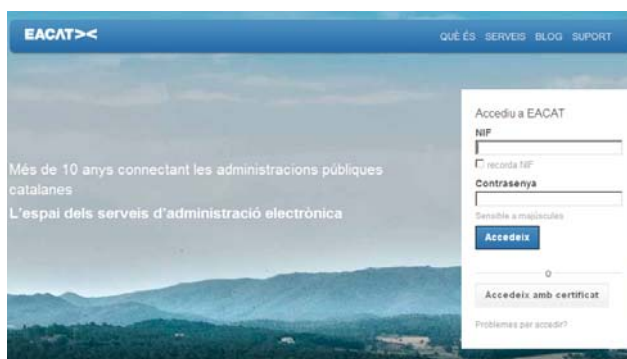 EACAT><
QUÈ ÉS SERVEIS BLOG SUPORT
Accediu a EACAT
NIF
recorda NIF
Més de 10 anys connectant les administracions públiques
catalanes
L'espai dels serveis d'administració electrònica
Contrasenya
Sensible a majúscules
Accedeix
o
Accedeix amb certificat
Problemes per accedir?